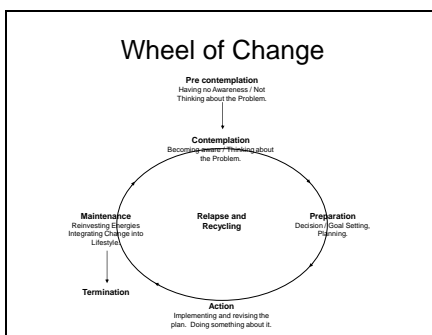 Wheel of Change
Pre contemplation
Having no Awareness / Not
Thinking about the Problem.
Contemplation
Becoming aware / Thinking about
the Problem.
Maintenance
Reinvesting Energies
Integrating Change into
Lifestyle.
Relapse and
Recycling
Preparation
Decision / Goal Setting,
Planning.
Termination
Action
Implementing and revising the
plan. Doing something about it.